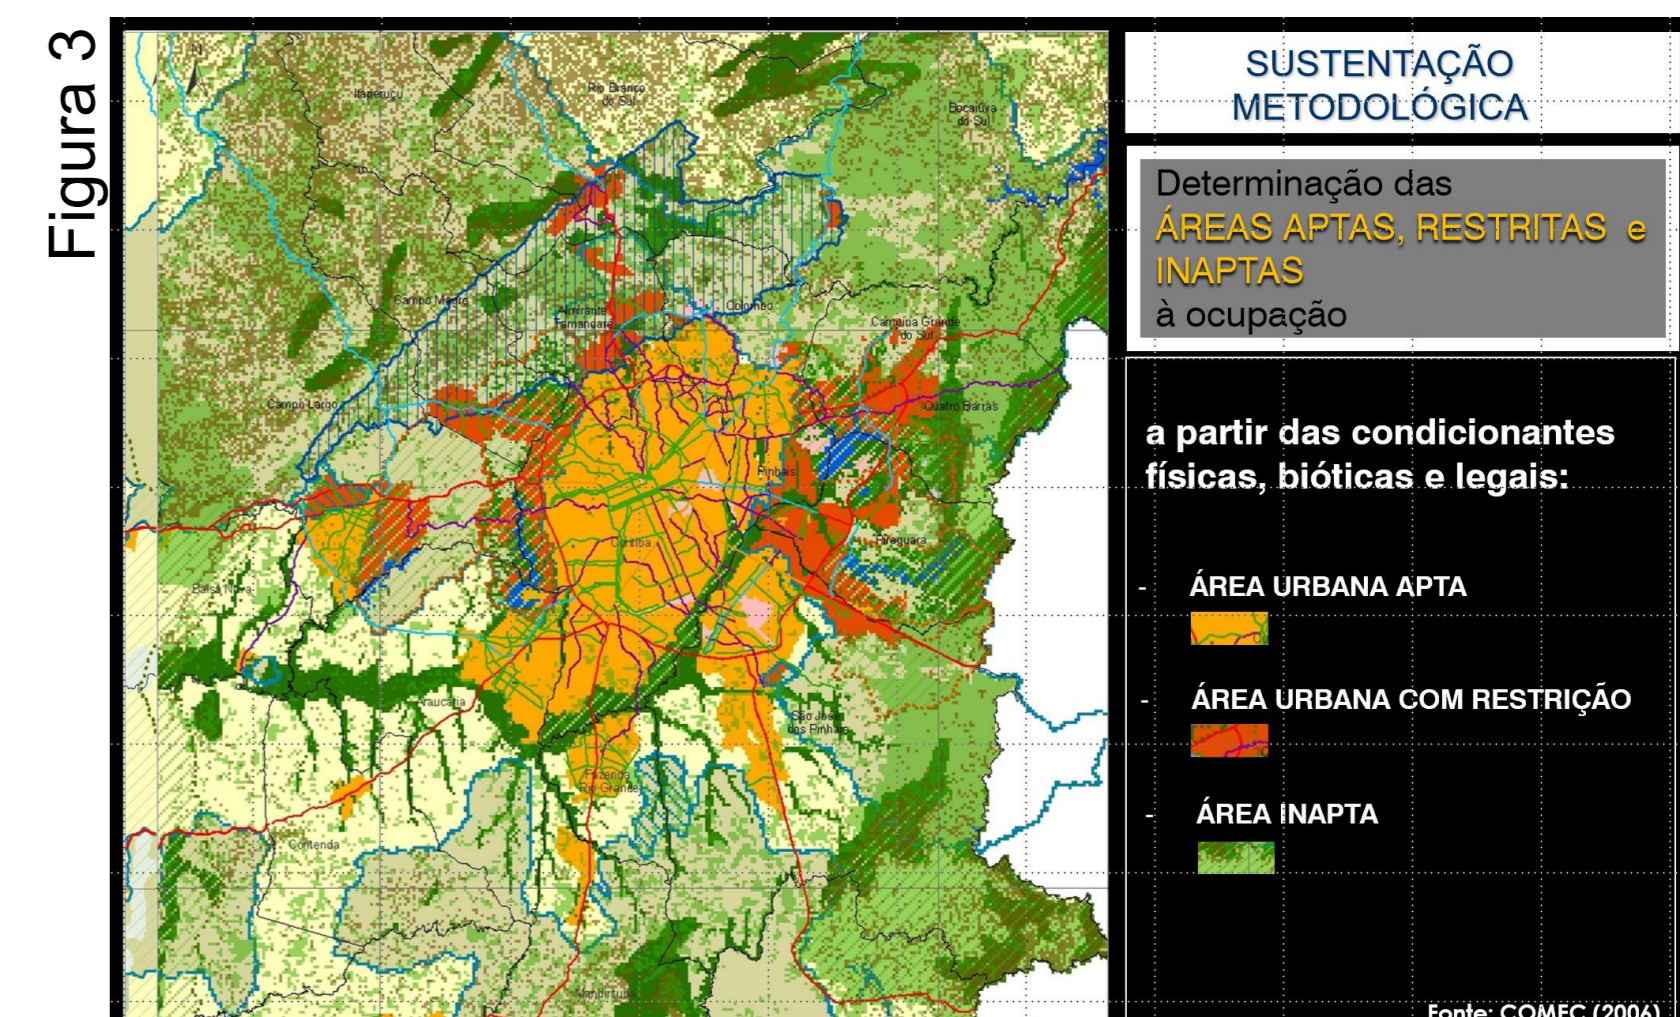 Figura 3
SUSTENTAÇÃO
METODOLÓGICA
Determinação das
ÁREAS APTAS, RESTRITAS e
INAPTAS
à ocupação
a partir das condicionantes
físicas, bióticas e legais:
- ÁREA URBANA APTA
- ÁREA URBANA COM RESTRIÇÃO
- ÁREA INAPTA
Fonte: COMEC (2006)
N
Itaperuçu
Rio Branco
do Sul
Bocaiúva
do Sul
Campo Magro
Almirante
Tamandaré
Colombo
Campina Grande
do Sul
Campo Largo
Quatro Barras
Pinhais
Curitiba
Piraquara
Balsa Nova
Araucária
São José
dos Pinhais
Fazenda
Rio Grande
Contenda
Mandirituba